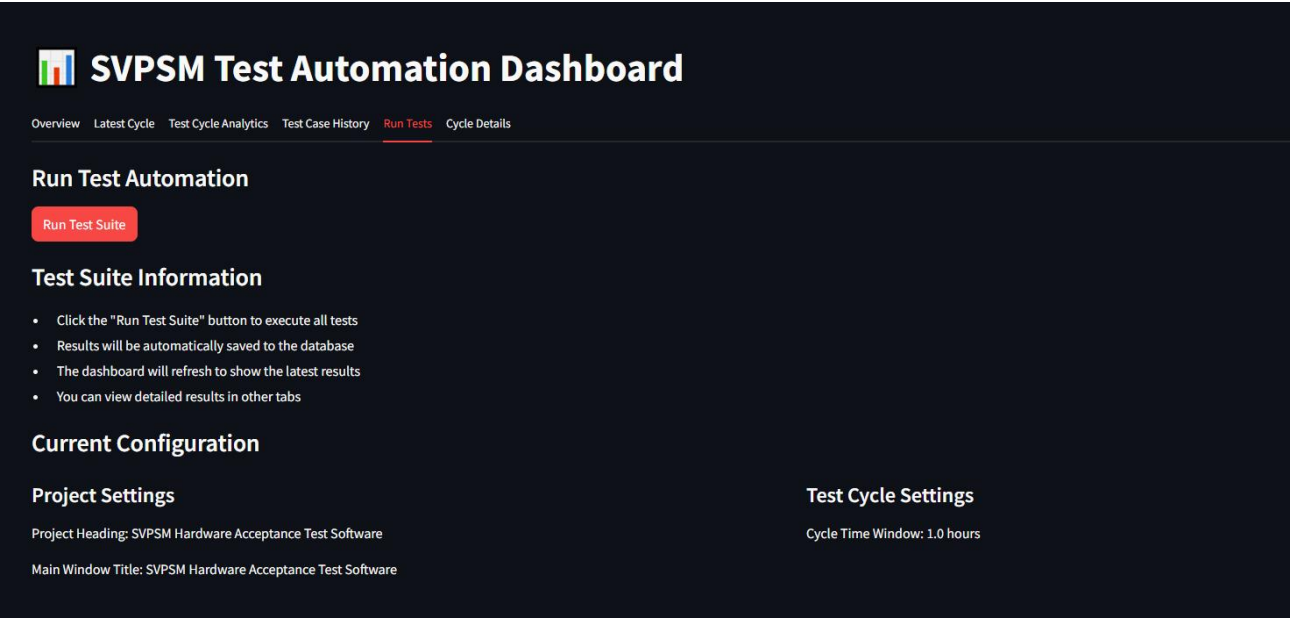 SVPSM Test Automation Dashboard
Overview Latest Cycle Test Cycle Analytics Test Case History Run Tests Cycle Details
Run Test Automation
Run Test Suite
Test Suite Information
• Click the "Run Test Suite" button to execute all tests
• Results will be automatically saved to the database
• The dashboard will refresh to show the latest results
• You can view detailed results in other tabs
Current Configuration
Project Settings
Project Heading: SVPSM Hardware Acceptance Test Software
Main Window Title: SVPSM Hardware Acceptance Test Software
Test Cycle Settings
Cycle Time Window: 1.0 hours